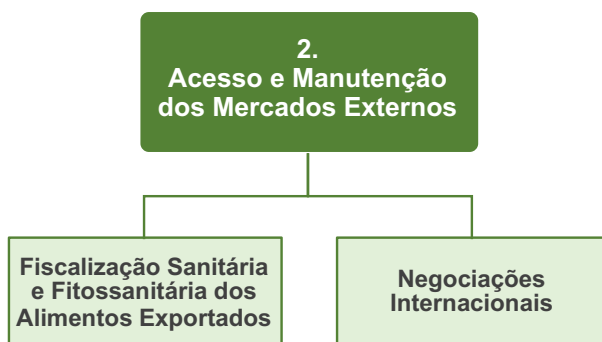 2.
Acesso e Manutenção
dos Mercados Externos
Fiscalização Sanitária
e Fitossanitária dos
Alimentos Exportados
Negociações
Internacionais